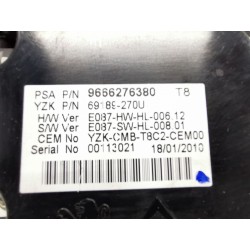 PSA P/N 9666276380 T8
YZK P/N 69189-270U
H/W Ver E087-HW-HL-006.12
S/W Ver E087-SW-HL-008.01
CEM No YZK-CMB-T8C2-CEM00
Serial No 00113021 18/01/2010